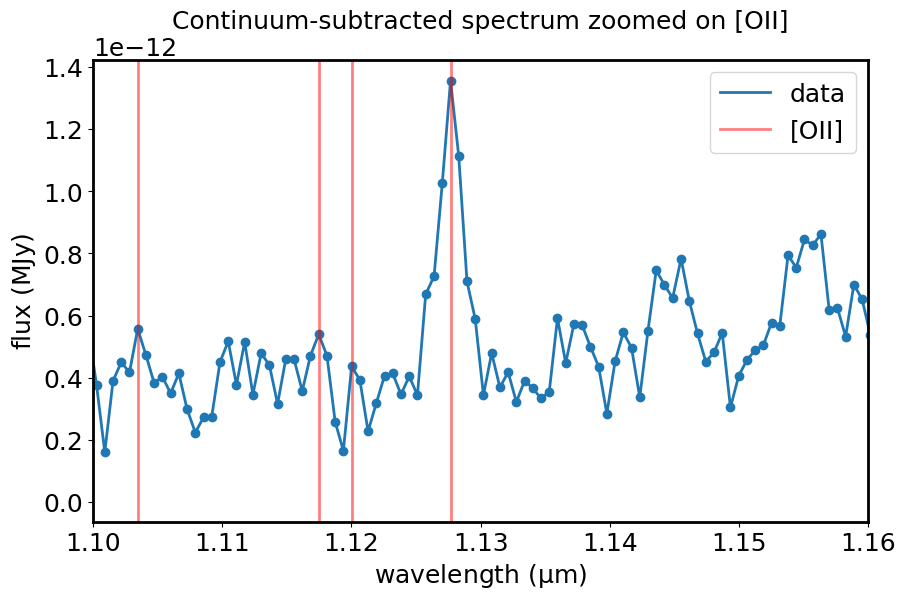 Continuum-subtracted spectrum zoomed on [OII]
1e−12
1.4
1.2
1.0
0.8
0.6
0.4
0.2
0.0
flux (MJy)
data
[OII]
1.10 1.11 1.12 1.13 1.14 1.15 1.16
wavelength (μm)